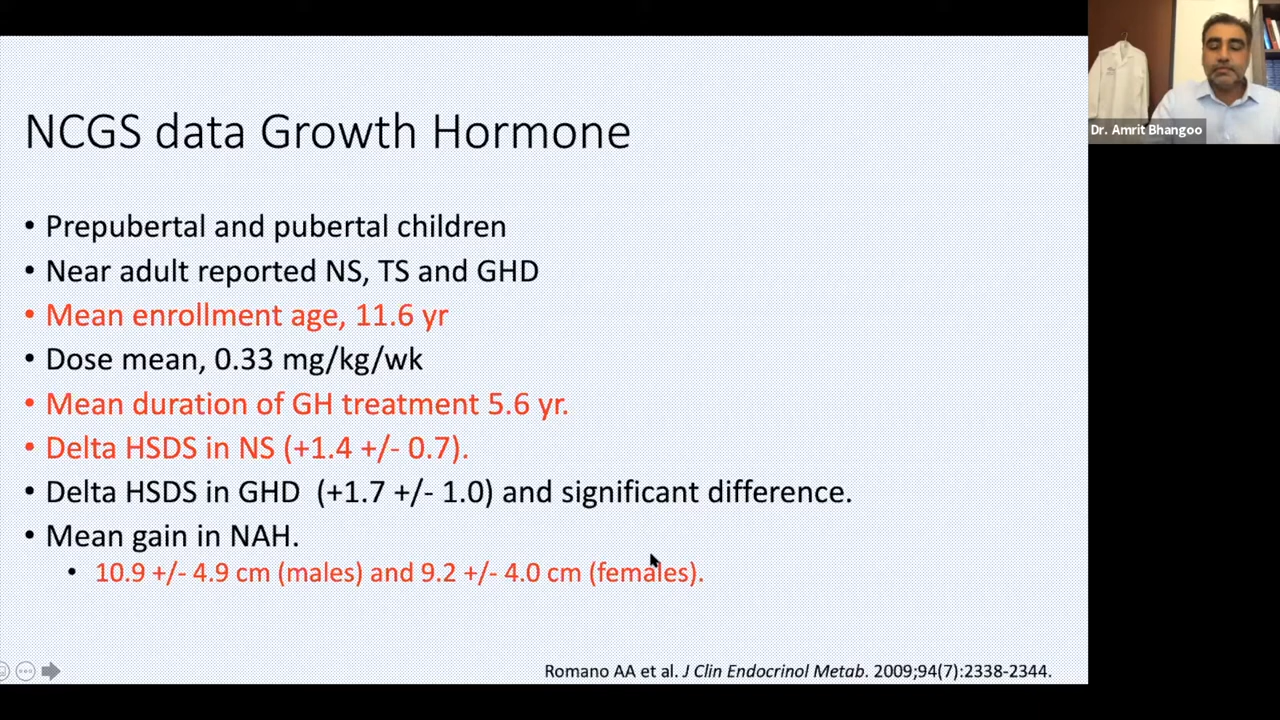 NCGS data Growth Hormone
• Prepubertal and pubertal children
• Near adult reported NS, TS and GHD
• Mean enrollment age, 11.6 yr
• Dose mean, 0.33 mg/kg/wk
• Mean duration of GH treatment 5.6 yr.
• Delta HSDS in NS (+1.4 +/- 0.7).
• Delta HSDS in GHD (+1.7 +/- 1.0) and significant difference.
• Mean gain in NAH.
• 10.9 +/- 4.9 cm (males) and 9.2 +/- 4.0 cm (females).
Romano AA et al. J Clin Endocrinol Metab. 2009;94(7):2338-2344.
Dr. Amrit Bhangoo